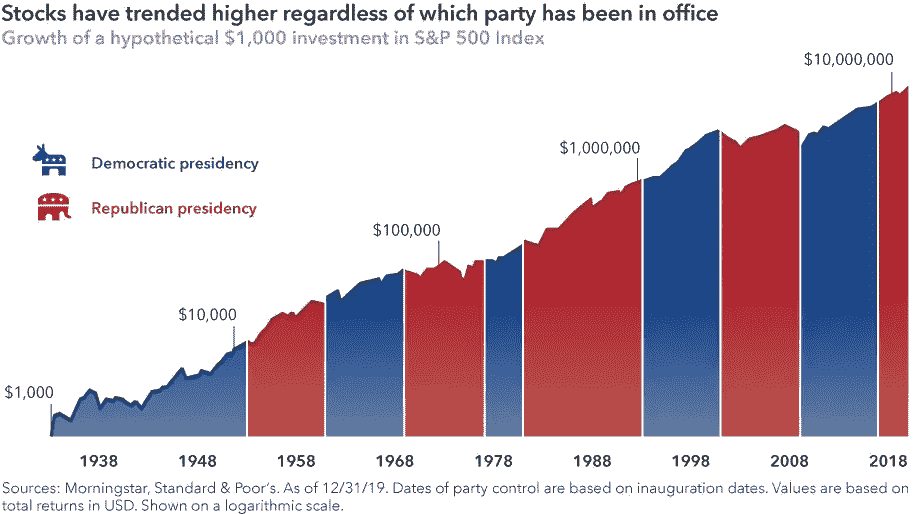 Stocks have trended higher regardless of which party has been in office
Growth of a hypothetical $1,000 investment in S&P 500 Index
$10,000,000
Democratic presidency
$1,000,000
Republican presidency
$100,000
$10,000
$1,000
1938 1948 1958 1968 1978 1988 1998 2008 2018
Sources: Morningstar, Standard & Poor's. As of 12/31/19. Dates of party control are based on inauguration dates. Values are based on
total returns in USD. Shown on a logarithmic scale.